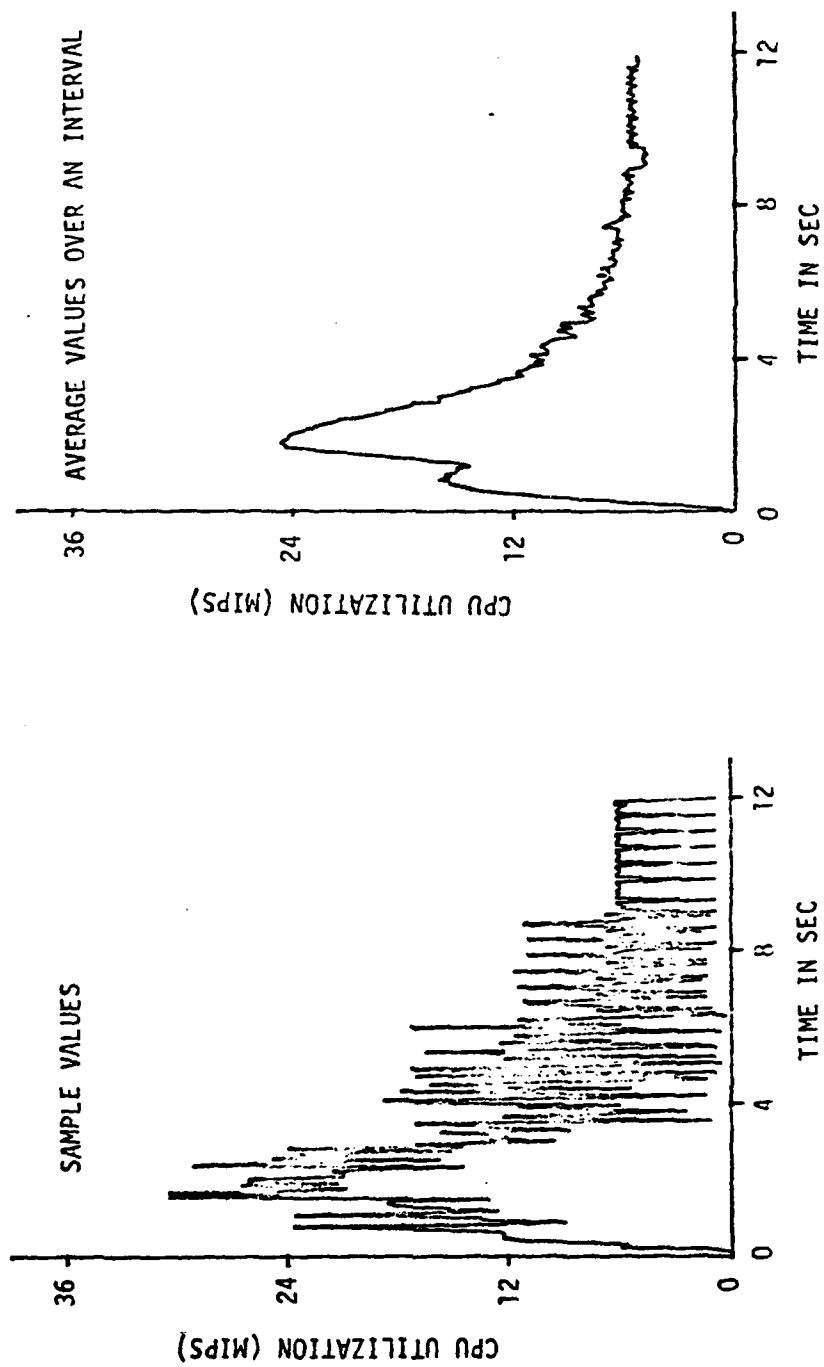 SAMPLE VALUES
CPU UTILIZATION (MIPS)
36
24
12
0
0
4
8
12
TIME IN SEC
AVERAGE VALUES OVER AN INTERVAL
CPU UTILIZATION (MIPS)
36
24
12
0
0
4
8
12
TIME IN SEC